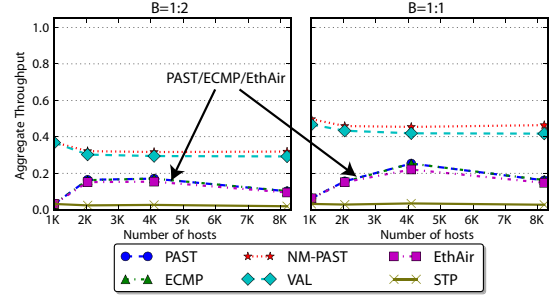 B=1:2
B=1:1
Aggregate Throughput
1.0
0.8
0.6
0.4
0.2
0.0
PAST/ECMP/EthAir
1K 2K 3K 4K 5K 6K 7K 8K
1K 2K 3K 4K 5K 6K 7K 8K
Number of hosts
Number of hosts
PAST NM-PAST EthAir
ECMP VAL STP